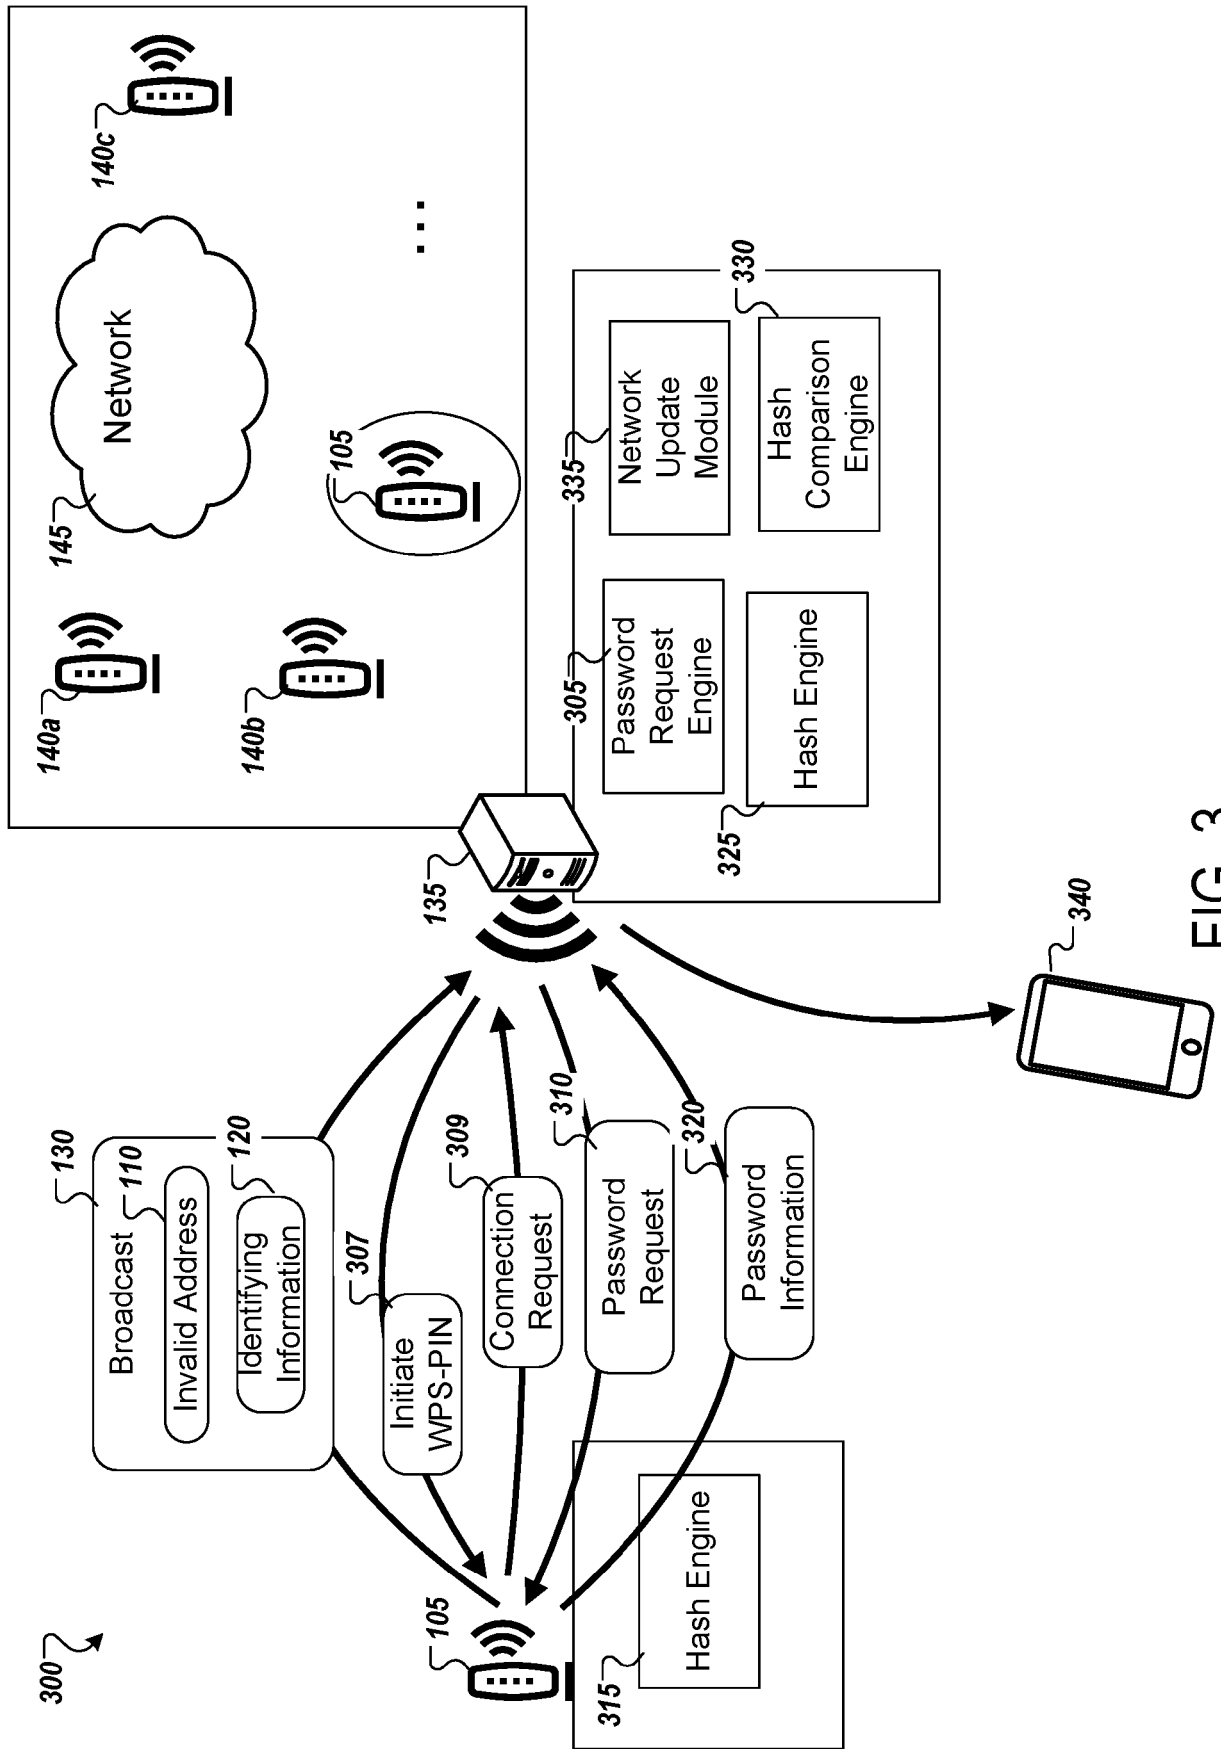 300
130
Broadcast
110
Invalid Address
120
Identifying
Information
307
Initiate
WPS-PIN
309
Connection
Request
310
Password
Request
320
Password
Information
105
315
Hash Engine
135
140a
140b
145
Network
140c
105
...
305
Password
Request
Engine
335
Network
Update
Module
325
Hash Engine
330
Hash
Comparison
Engine
340
FIG. 3